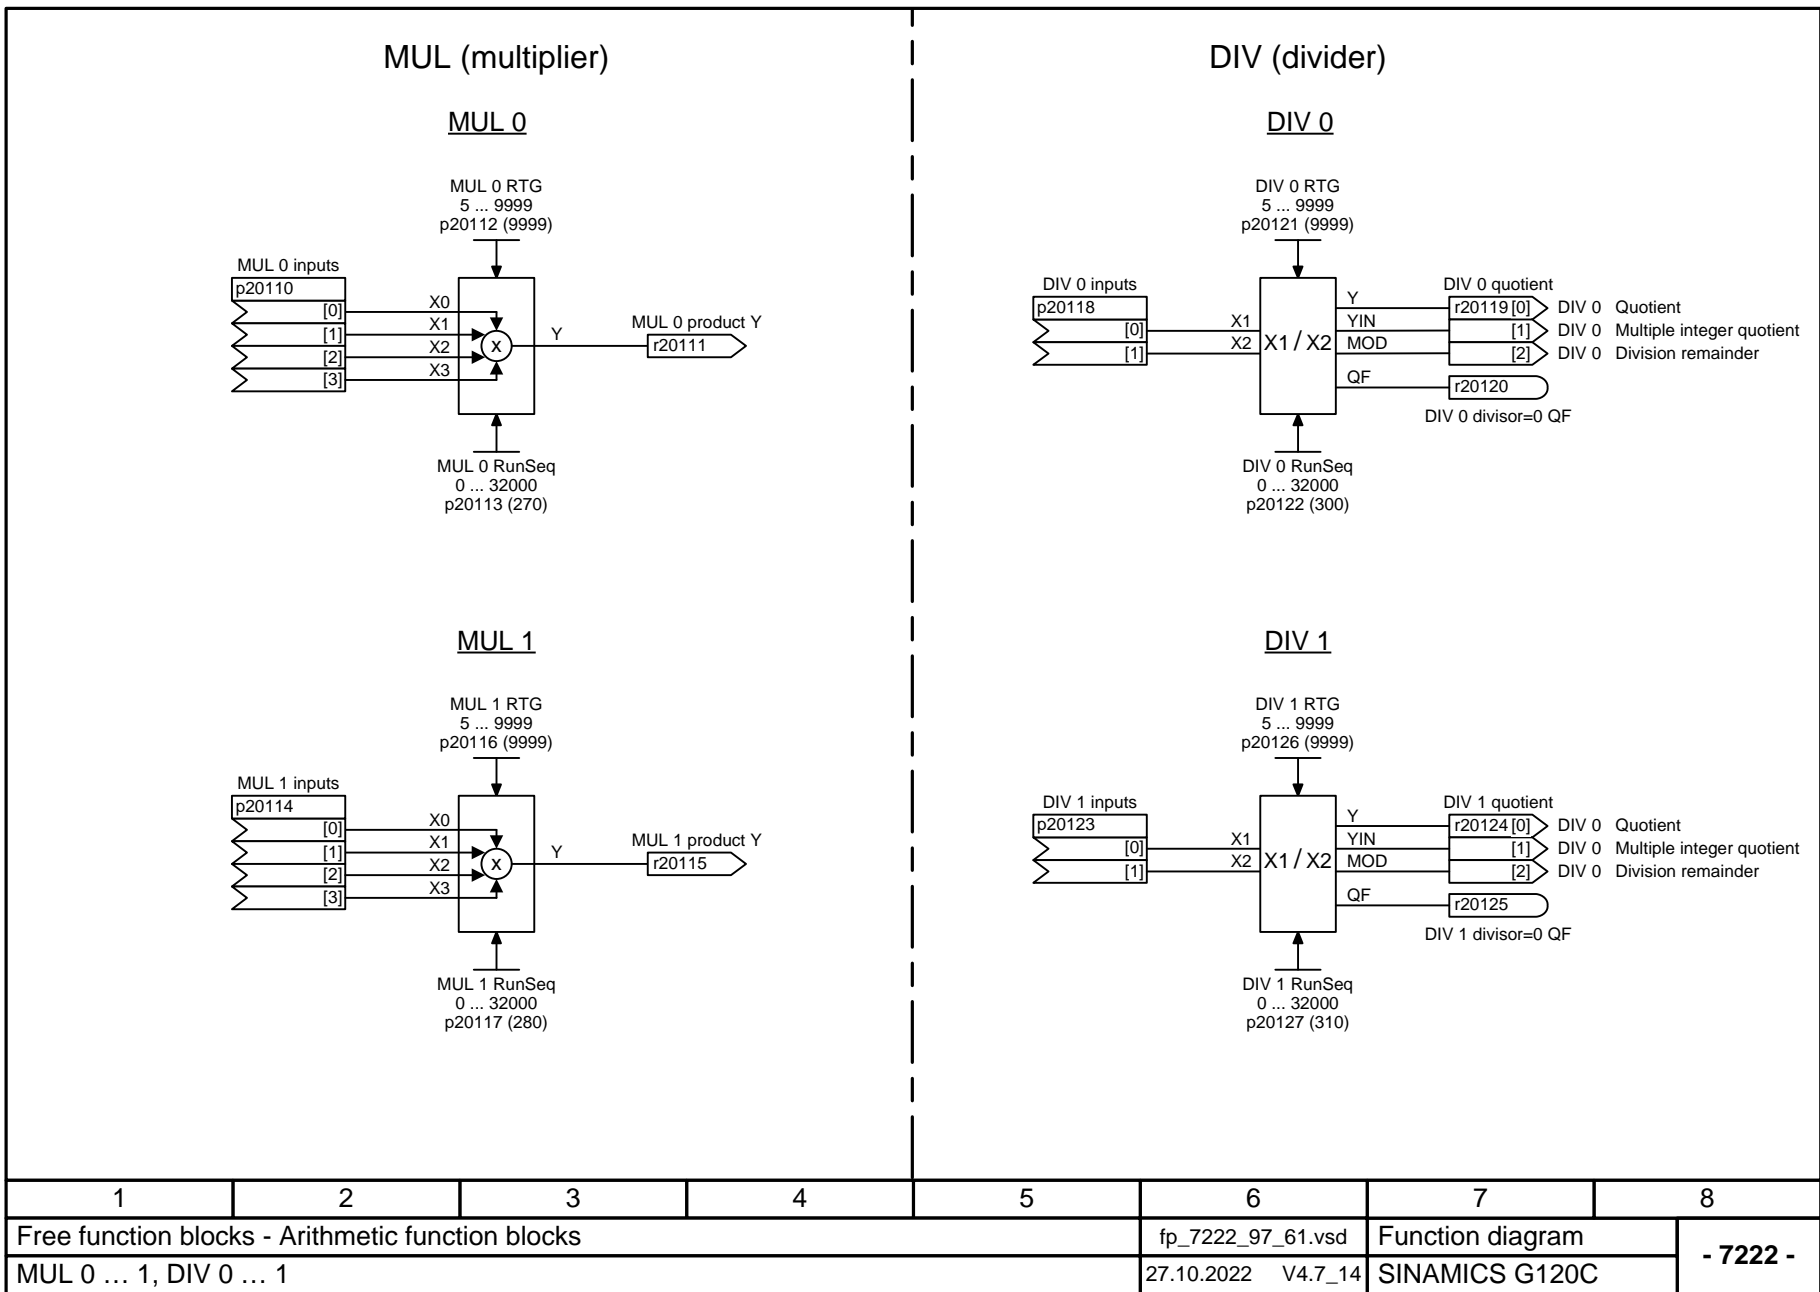 MUL (multiplier)
MUL 0
MUL 0 RTG
5 ... 9999
p20112 (9999)
MUL 0 inputs
p20110
[0]
[1]
[2]
[3]
X0
X1
X2
X3
X
Y
MUL 0 product Y
r20111
MUL 0 RunSeq
0 ... 32000
p20113 (270)
MUL 1
MUL 1 RTG
5 ... 9999
p20116 (9999)
MUL 1 inputs
p20114
[0]
[1]
[2]
[3]
X0
X1
X2
X3
X
Y
MUL 1 product Y
r20115
MUL 1 RunSeq
0 ... 32000
p20117 (280)
DIV (divider)
DIV 0
DIV 0 RTG
5 ... 9999
p20121 (9999)
DIV 0 inputs
p20118
[0]
[1]
X1
X2
X1 / X2
Y
YIN
MOD
QF
DIV 0 quotient
r20119 [0] DIV 0 Quotient
[1] DIV 0 Multiple integer quotient
[2] DIV 0 Division remainder
r20120
DIV 0 divisor=0 QF
DIV 0 RunSeq
0 ... 32000
p20122 (300)
DIV 1
DIV 1 RTG
5 ... 9999
p20126 (9999)
DIV 1 inputs
p20123
[0]
[1]
X1
X2
X1 / X2
Y
YIN
MOD
QF
DIV 1 quotient
r20124 [0] DIV 0 Quotient
[1] DIV 0 Multiple integer quotient
[2] DIV 0 Division remainder
r20125
DIV 1 divisor=0 QF
DIV 1 RunSeq
0 ... 32000
p20127 (310)
1 2 3 4 5 6 7 8
Free function blocks - Arithmetic function blocks
fp_7222_97_61.vsd
Function diagram
- 7222 -
MUL 0 … 1, DIV 0 … 1
27.10.2022 V4.7_14
SINAMICS G120C